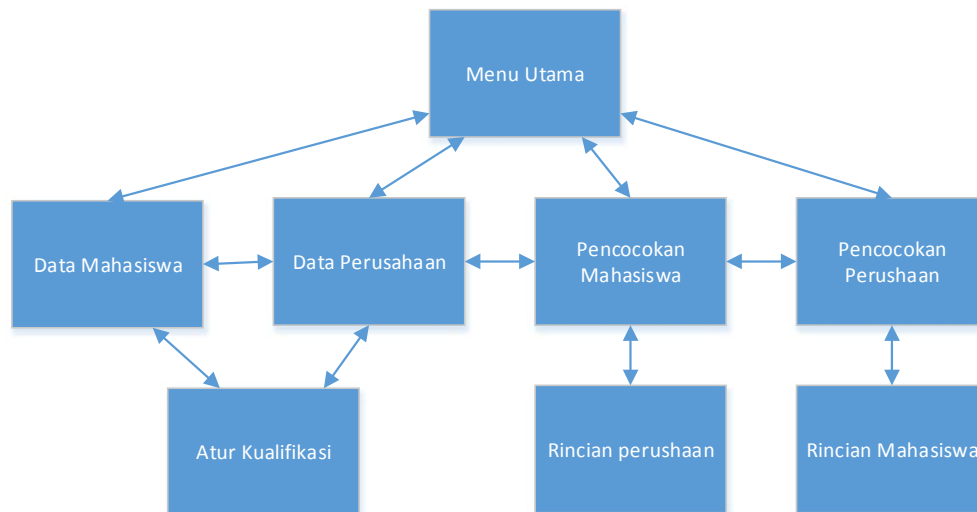 Menu Utama
Data Mahasiswa
Data Perusahaan
Pencocokan
Mahasiswa
Pencocokan
Perushaan
Atur Kualifikasi
Rincian perushaan
Rincian Mahasiswa